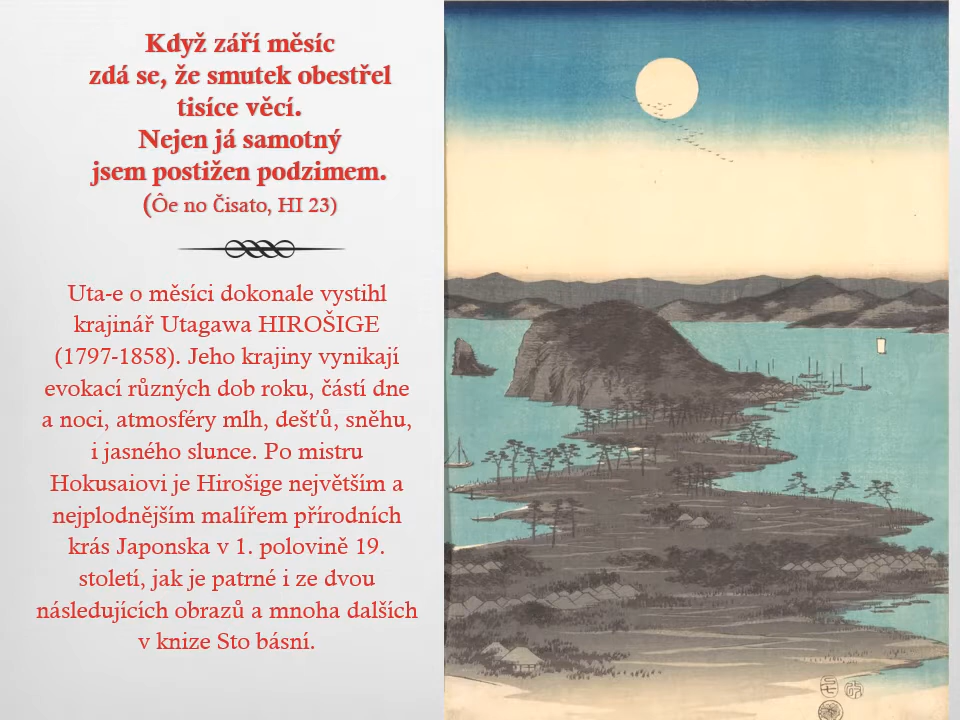 Když září měsíc
zdá se, že smutek obestřel
tisíce věcí.
Nejen já samotný
jsem postižen podzimem.
(Ôe no Čisato, HI 23)
Uta-e o měsíci dokonale vystihl
krajinář Utagawa HIROŠIGE
(1797-1858). Jeho krajiny vynikají
evokací různých dob roku, částí dne
a noci, atmosféry mlh, dešťů, sněhu,
i jasného slunce. Po mistru
Hokusaiovi je Hirošige největším a
nejplodnějším malířem přírodních
krás Japonska v 1. polovině 19.
století, jak je patrné i ze dvou
následujících obrazů a mnoha dalších
v knize Sto básní.